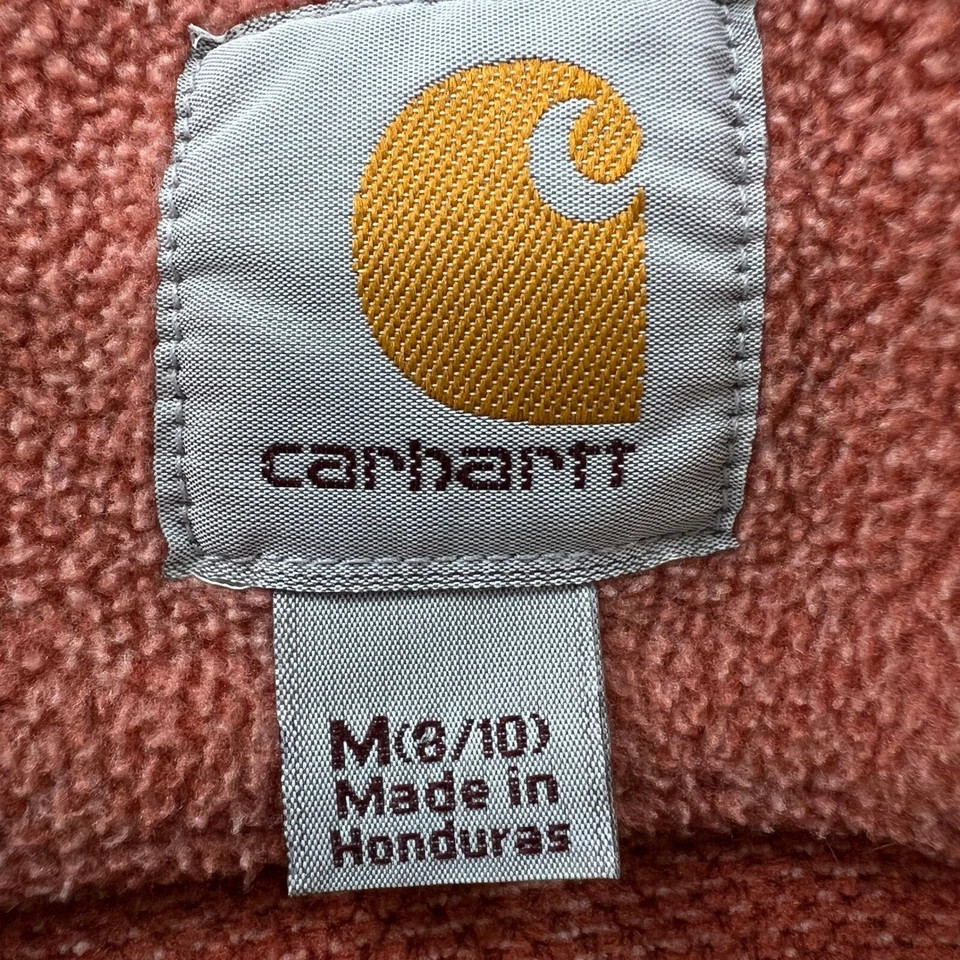 carhartt
M(8/10)
Made in
Honduras